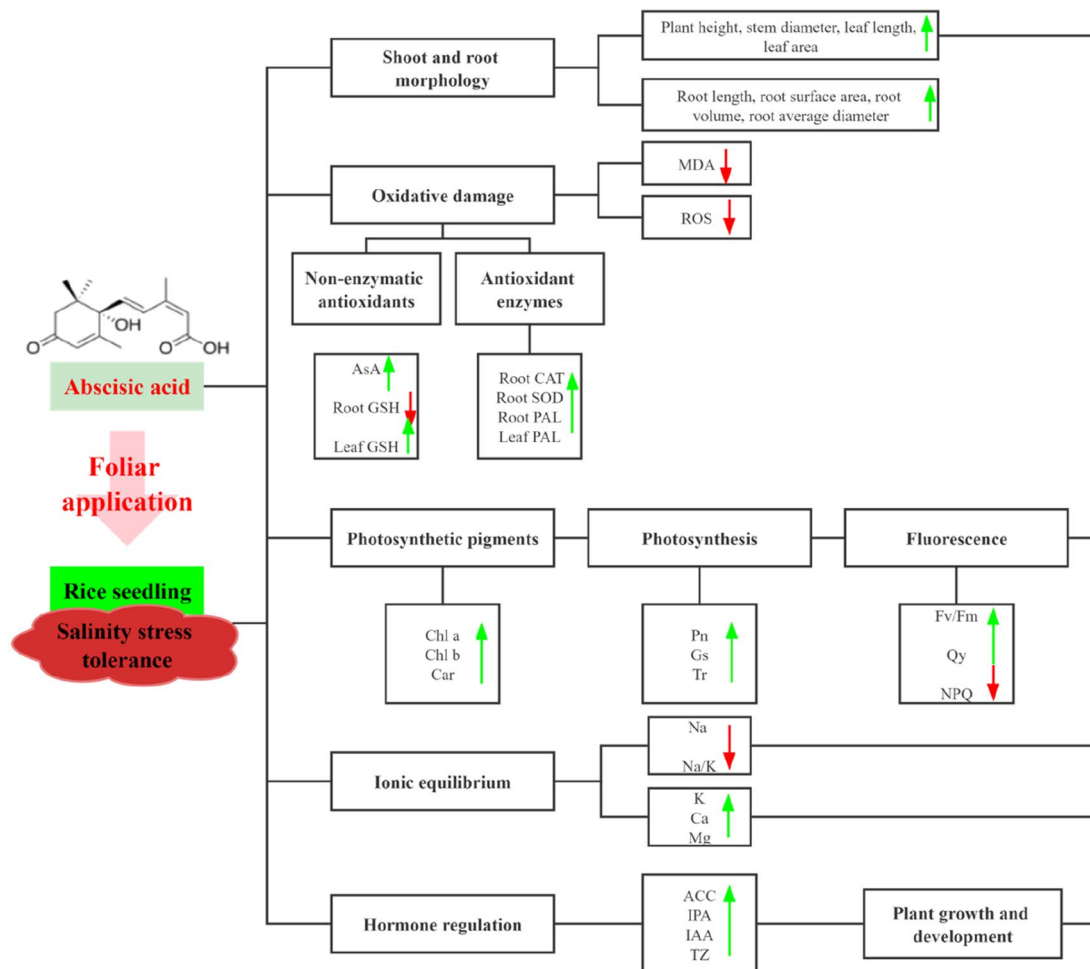 Plant height, stem diameter, leaf length,
leaf area
Shoot and root
morphology
Root length, root surface area, root
volume, root average diameter
MDA
Oxidative damage
ROS
Non-enzymatic
antioxidants
Antioxidant
enzymes
OH
O
O
OH
Abscisic acid
AsA
Root GSH
Leaf GSH
Root CAT
Root SOD
Root PAL
Leaf PAL
Foliar
application
Photosynthetic pigments
Photosynthesis
Fluorescence
Rice seedling
Salinity stress
tolerance
Chl a
Chl b
Car
Pn
Gs
Tr
Fv/Fm
Qy
NPQ
Na
Na/K
Ionic equilibrium
K
Ca
Mg
Hormone regulation
ACC
IPA
IAA
TZ
Plant growth and
development